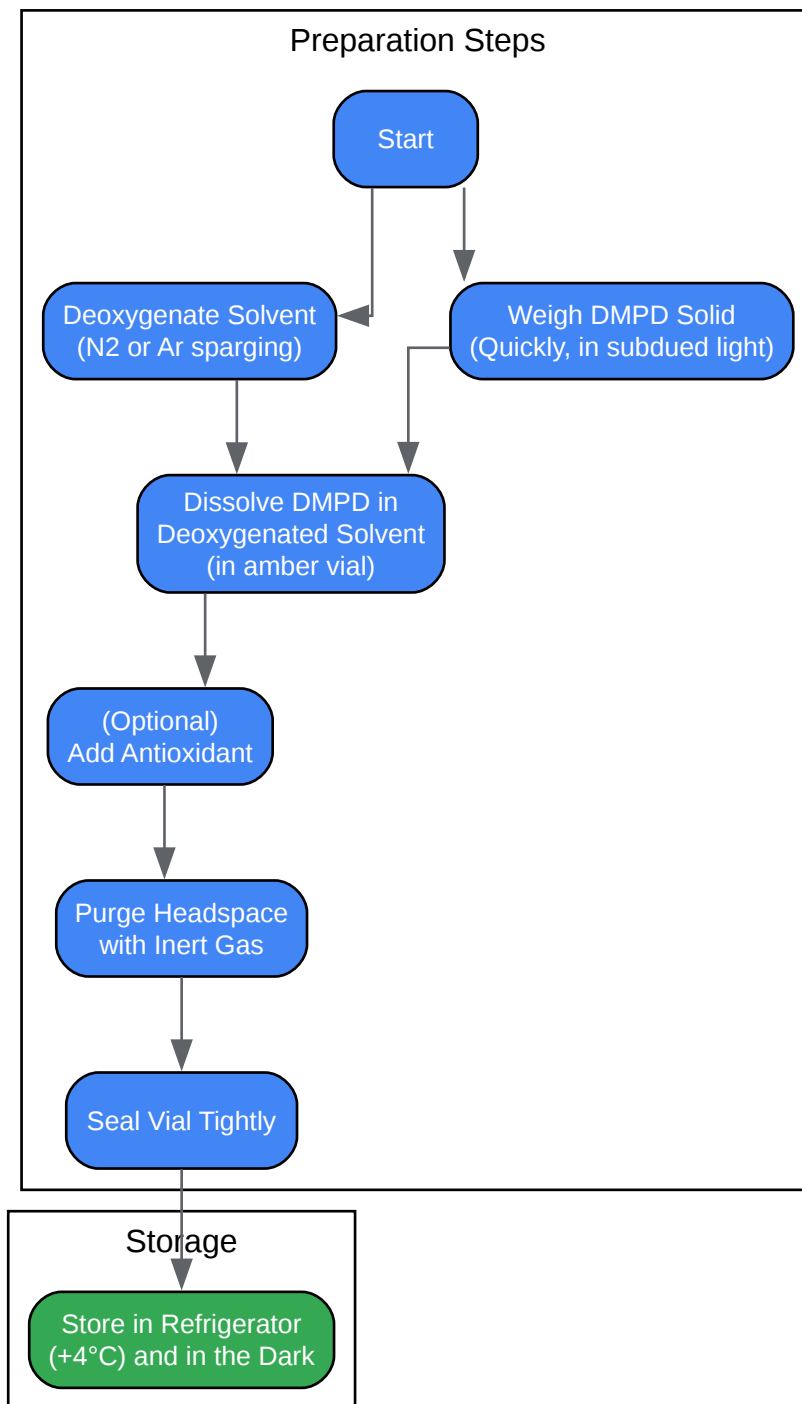 Preparation Steps
Start
Deoxygenate Solvent
(N2 or Ar sparging)
Weigh DMPD Solid
(Quickly, in subdued light)
Dissolve DMPD in
Deoxygenated Solvent
(in amber vial)
(Optional)
Add Antioxidant
Purge Headspace
with Inert Gas
Seal Vial Tightly
Storage
Store in Refrigerator
(+4°C) and in the Dark